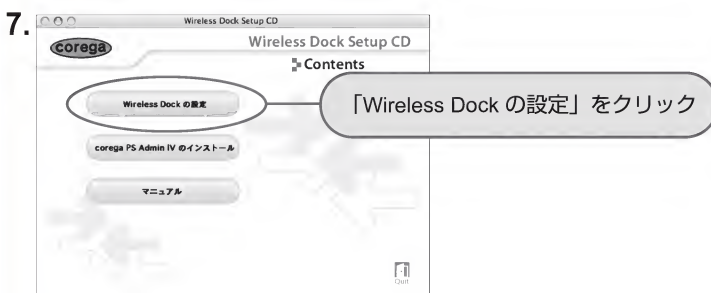 7.
Wireless Dock Setup CD
corega
Wireless Dock Setup CD
Contents
Wireless Dock の設定
「Wireless Dock の設定」をクリック
corega PS Admin IV のインストール
マニュアル
Quit